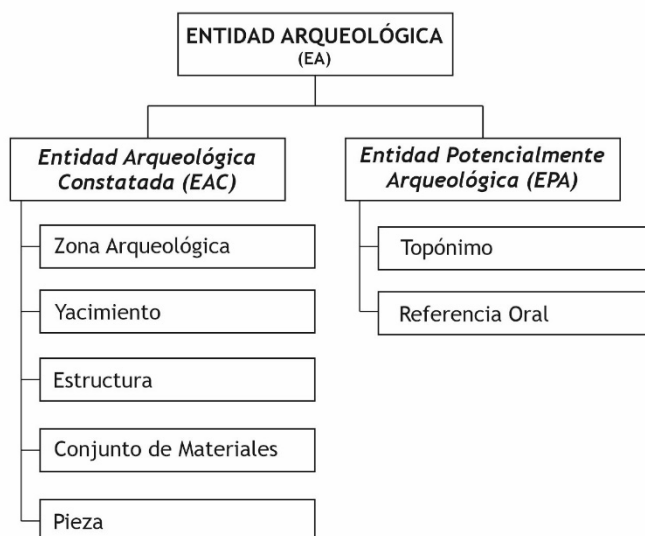 ENTIDAD ARQUEOLÓGICA
(EA)
Entidad Arqueológica
Constatada (EAC)
Zona Arqueológica
Yacimiento
Estructura
Conjunto de Materiales
Pieza
Entidad Potencialmente
Arqueológica (EPA)
Topónimo
Referencia Oral